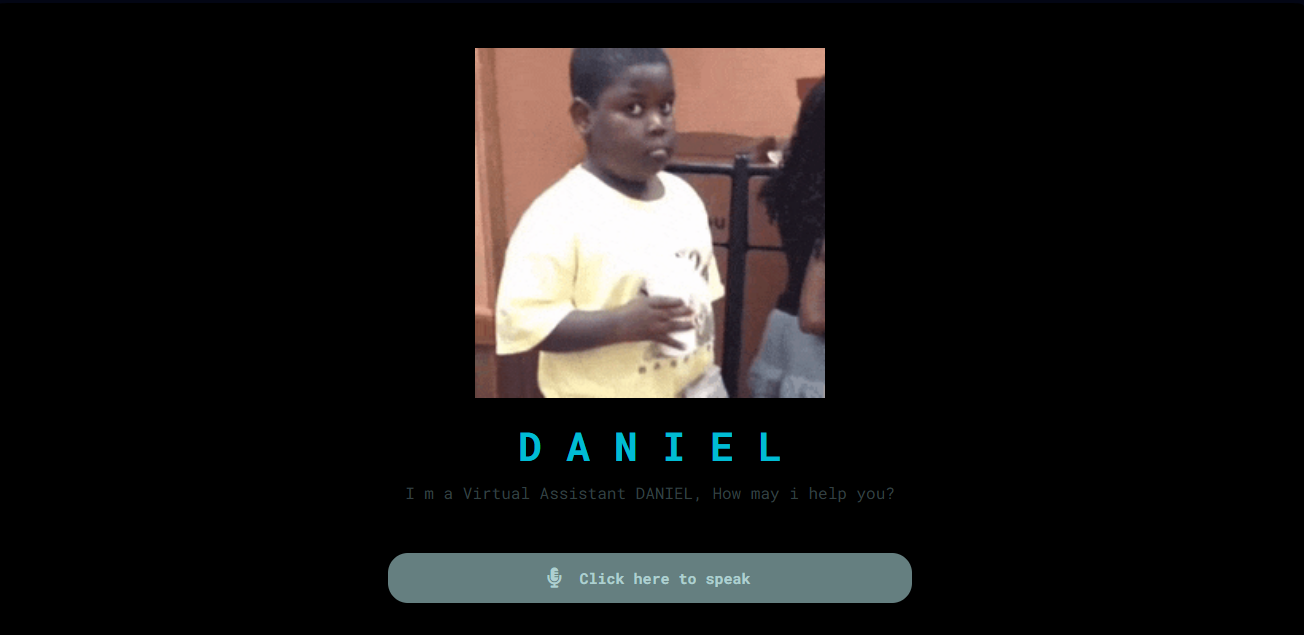 D A N I E L
I m a Virtual Assistant DANIEL, How may i help you?
Click here to speak